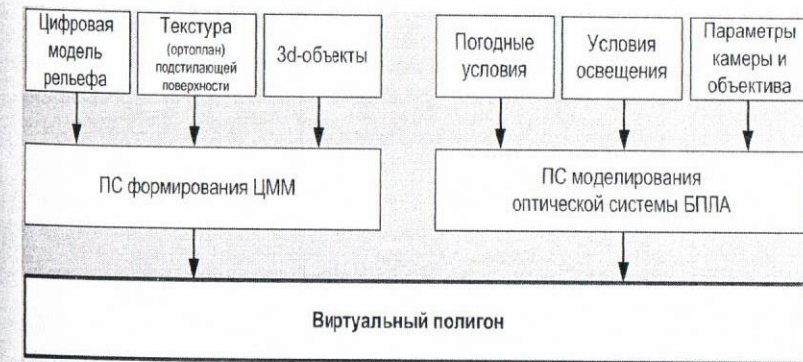 Цифровая
модель
рельефа
Текстура
(ортоплан)
подстилающей
поверхности
3d-объекты
Погодные
условия
Условия
освещения
Параметры
камеры и
объектива
ПС формирования ЦММ
ПС моделирования
оптической системы БПЛА
Виртуальный полигон